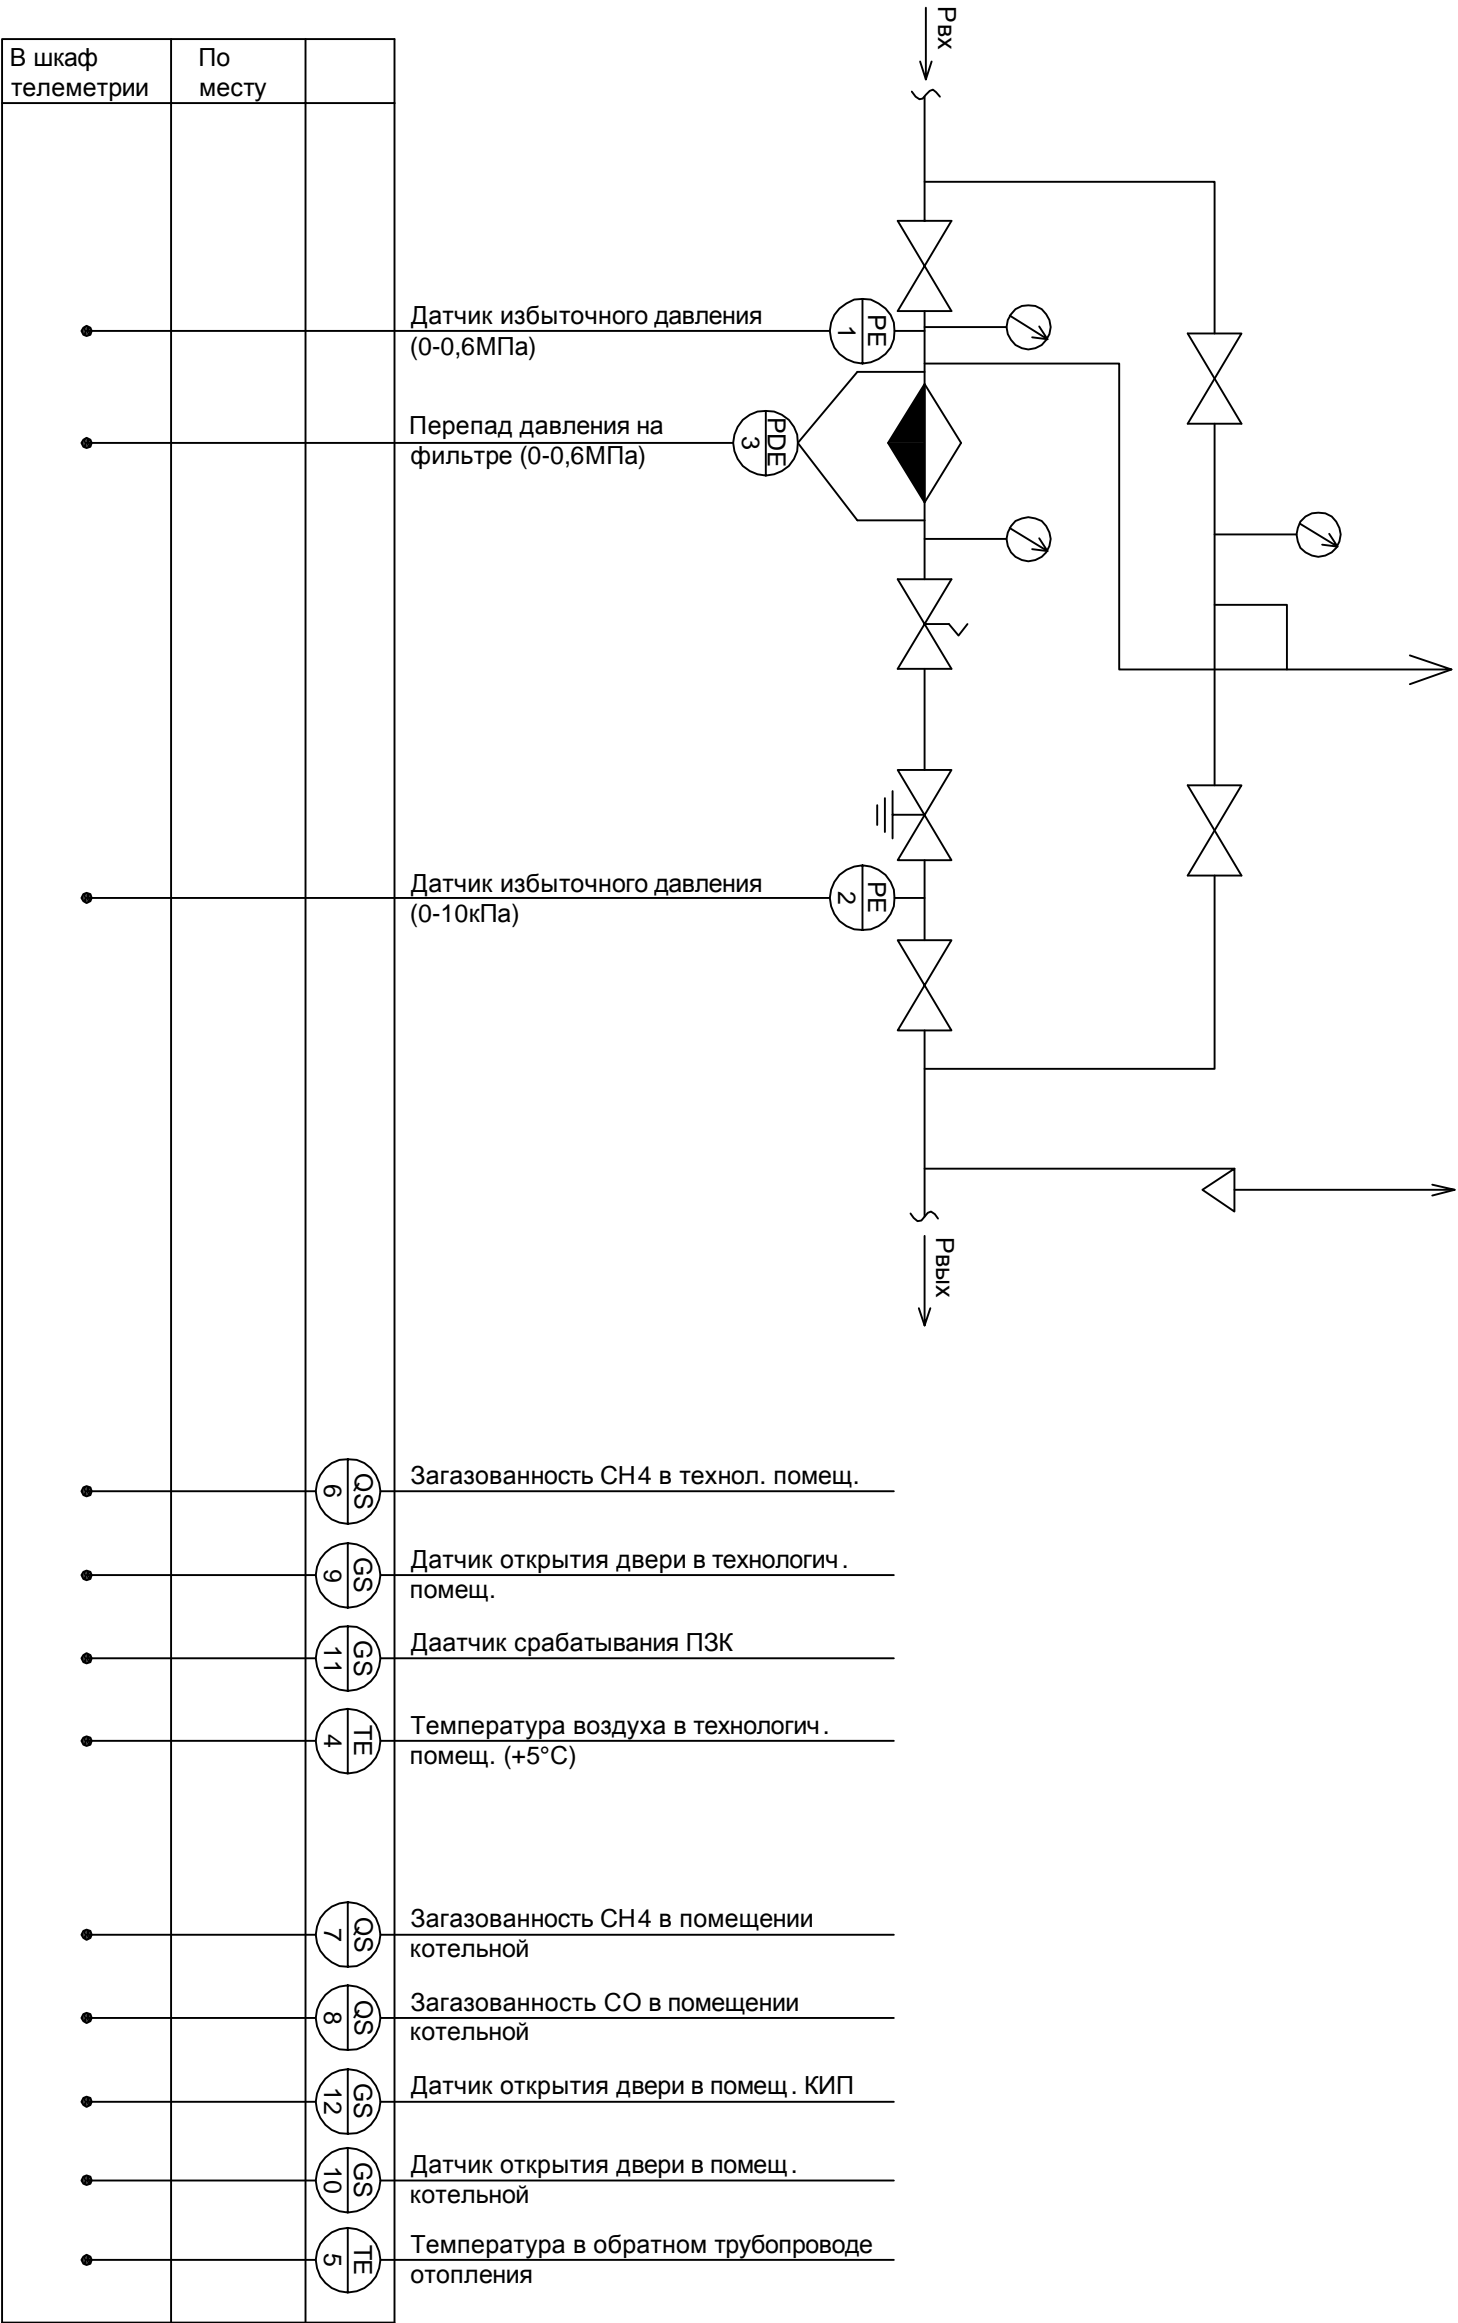 Рвх
В шкаф
телеметрии
По
месту
Датчик избыточного давления
(0-0,6МПа)
PE
1
Перепад давления на
фильтре (0-0,6МПа)
PDE
3
Датчик избыточного давления
(0-10кПа)
PE
2
Рвых
QS
6
Загазованность СН4 в технол. помещ.
GS
9
Датчик открытия двери в технологич.
помещ.
GS
11
Даатчик срабатывания ПЗК
TE
4
Температура воздуха в технологич.
помещ. (+5°С)
QS
7
Загазованность СН4 в помещении
котельной
QS
8
Загазованность СО в помещении
котельной
GS
12
Датчик открытия двери в помещ. КИП
GS
10
Датчик открытия двери в помещ.
котельной
TE
5
Температура в обратном трубопроводе
отопления